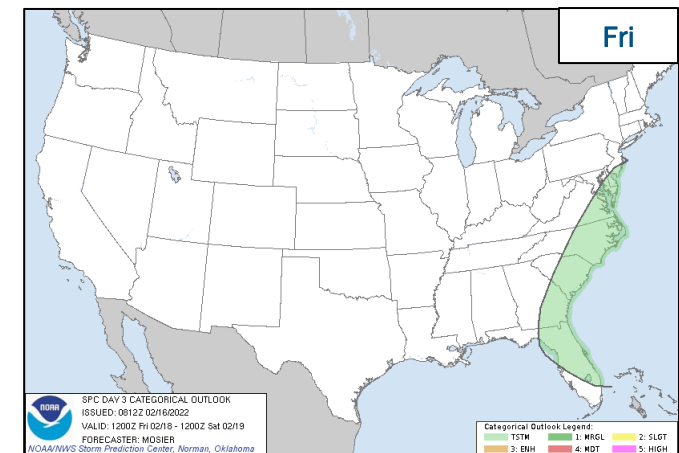 Fri
NOAA
SPC DAY 3 CATEGORICAL OUTLOOK
ISSUED: 0812Z 02/16/2022
VALID: 1200Z Fri 02/18 - 1200Z Sat 02/19
FORECASTER: MOSIER
NOAA/NWS Storm Prediction Center, Norman, Oklahoma
Categorical Outlook Legend:
TSTM 1: MRGL 2: SLGT
3: ENH 4: MDT 5: HIGH